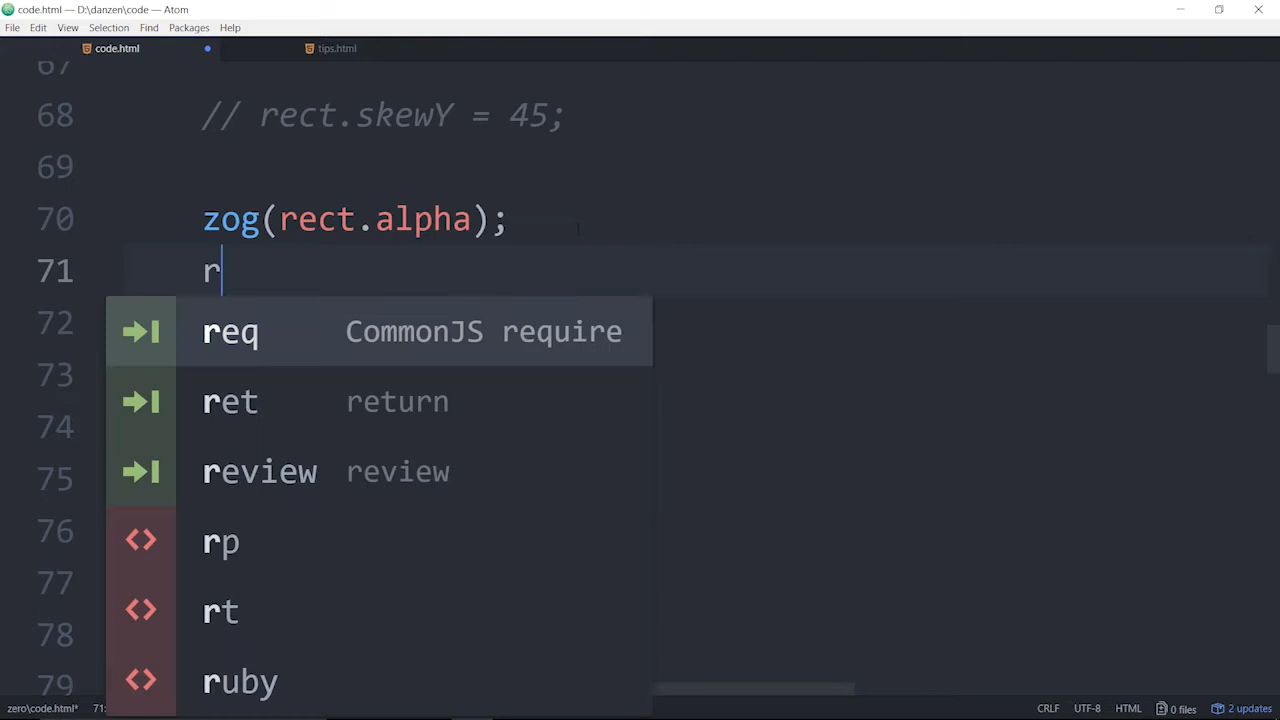 code.html — D:\danzen\code — Atom
File Edit View Selection Find Packages Help
code.html tips.html
67
68 // rect.skewY = 45;
69
70 zog(rect.alpha);
71 r
72 req CommonJS require
73
74 ret return
75 review review
76 rp
77
78 rt
79 ruby
zero\code.html* 71: CRLF UTF-8 HTML 0 files 2 updates